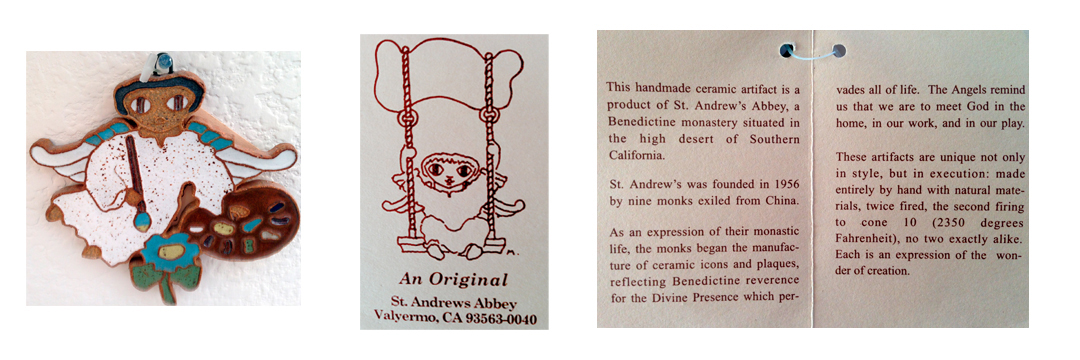 An Original
St. Andrews Abbey
Valyermo, CA 93563-0040
This handmade ceramic artifact is a
product of St. Andrew's Abbey, a
Benedictine monastery situated in
the high desert of Southern
California.
St. Andrew's was founded in 1956
by nine monks exiled from China.
As an expression of their monastic
life, the monks began the manufac-
ture of ceramic icons and plaques,
reflecting Benedictine reverence
for the Divine Presence which per-
vades all of life. The Angels remind
us that we are to meet God in the
home, in our work, and in our play.
These artifacts are unique not only
in style, but in execution: made
entirely by hand with natural mate-
rials, twice fired, the second firing
to cone 10 (2350 degrees
Fahrenheit), no two exactly alike.
Each is an expression of the won-
der of creation.